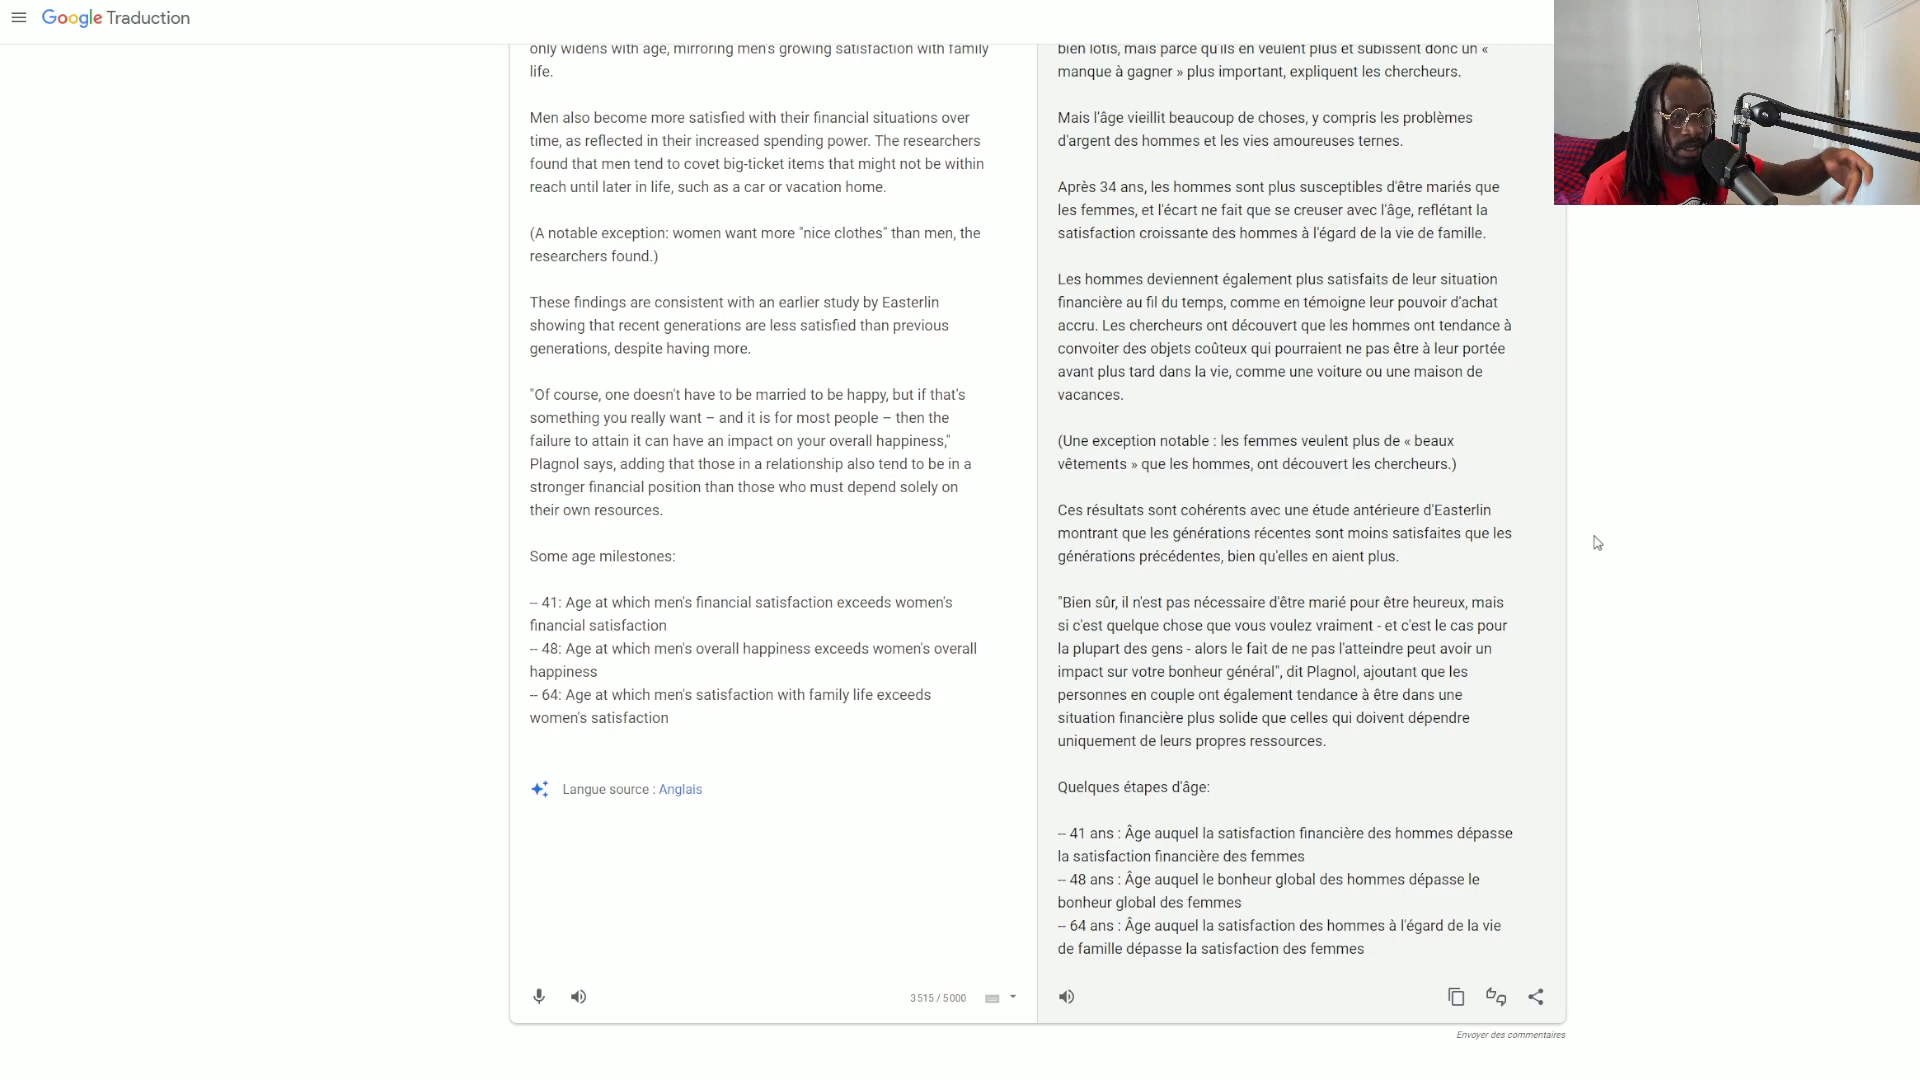 Google Traduction
only widens with age, mirroring men's growing satisfaction with family
life.
Men also become more satisfied with their financial situations over
time, as reflected in their increased spending power. The researchers
found that men tend to covet big-ticket items that might not be within
reach until later in life, such as a car or vacation home.
(A notable exception: women want more "nice clothes" than men, the
researchers found.)
These findings are consistent with an earlier study by Easterlin
showing that recent generations are less satisfied than previous
generations, despite having more.
"Of course, one doesn't have to be married to be happy, but if that's
something you really want – and it is for most people – then the
failure to attain it can have an impact on your overall happiness,"
Plagnol says, adding that those in a relationship also tend to be in a
stronger financial position than those who must depend solely on
their own resources.
Some age milestones:
-- 41: Age at which men's financial satisfaction exceeds women's
financial satisfaction
-- 48: Age at which men's overall happiness exceeds women's overall
happiness
-- 64: Age at which men's satisfaction with family life exceeds
women's satisfaction
Langue source : Anglais
3 515 / 5 000
bien lotis, mais parce qu'ils en veulent plus et subissent donc un «
manque à gagner » plus important, expliquent les chercheurs.
Mais l'âge vieillit beaucoup de choses, y compris les problèmes
d'argent des hommes et les vies amoureuses ternes.
Après 34 ans, les hommes sont plus susceptibles d'être mariés que
les femmes, et l'écart ne fait que se creuser avec l'âge, reflétant la
satisfaction croissante des hommes à l'égard de la vie de famille.
Les hommes deviennent également plus satisfaits de leur situation
financière au fil du temps, comme en témoigne leur pouvoir d'achat
accru. Les chercheurs ont découvert que les hommes ont tendance à
convoiter des objets coûteux qui pourraient ne pas être à leur portée
avant plus tard dans la vie, comme une voiture ou une maison de
vacances.
(Une exception notable : les femmes veulent plus de « beaux
vêtements » que les hommes, ont découvert les chercheurs.)
Ces résultats sont cohérents avec une étude antérieure d'Easterlin
montrant que les générations récentes sont moins satisfaites que les
générations précédentes, bien qu'elles en aient plus.
"Bien sûr, il n'est pas nécessaire d'être marié pour être heureux, mais
si c'est quelque chose que vous voulez vraiment - et c'est le cas pour
la plupart des gens - alors le fait de ne pas l'atteindre peut avoir un
impact sur votre bonheur général", dit Plagnol, ajoutant que les
personnes en couple ont également tendance à être dans une
situation financière plus solide que celles qui doivent dépendre
uniquement de leurs propres ressources.
Quelques étapes d'âge:
-- 41 ans : Âge auquel la satisfaction financière des hommes dépasse
la satisfaction financière des femmes
-- 48 ans : Âge auquel le bonheur global des hommes dépasse le
bonheur global des femmes
-- 64 ans : Âge auquel la satisfaction des hommes à l'égard de la vie
de famille dépasse la satisfaction des femmes
Envoyer des commentaires